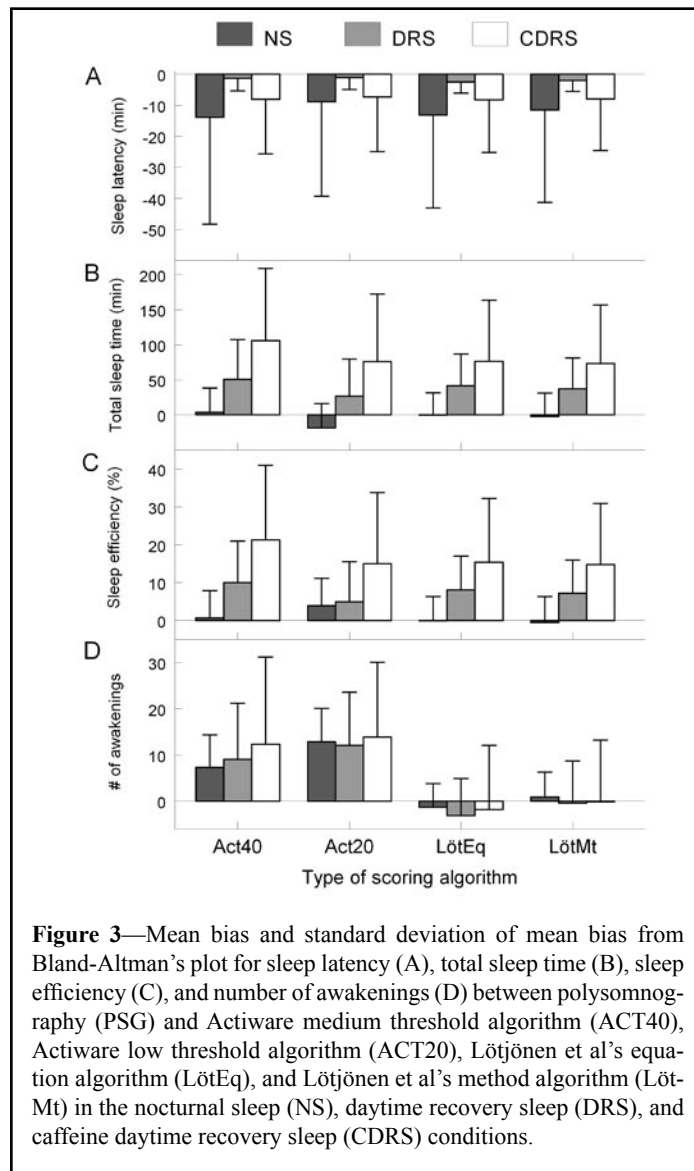 NS DRS CDRS
A
Sleep latency (min)
0
-10
-20
-30
-40
-50
B
Total sleep time (min)
200
150
100
50
0
C
Sleep efficiency (%)
40
30
20
10
0
D
# of awakenings
30
20
10
0
Act40 Act20 LötEq LötMt
Type of scoring algorithm
Figure 3—Mean bias and standard deviation of mean bias from
Bland-Altman's plot for sleep latency (A), total sleep time (B), sleep
efficiency (C), and number of awakenings (D) between polysomnog-
raphy (PSG) and Actiware medium threshold algorithm (ACT40),
Actiware low threshold algorithm (ACT20), Lötjönen et al's equa-
tion algorithm (LötEq), and Lötjönen et al's method algorithm (Löt-
Mt) in the nocturnal sleep (NS), daytime recovery sleep (DRS), and
caffeine daytime recovery sleep (CDRS) conditions.